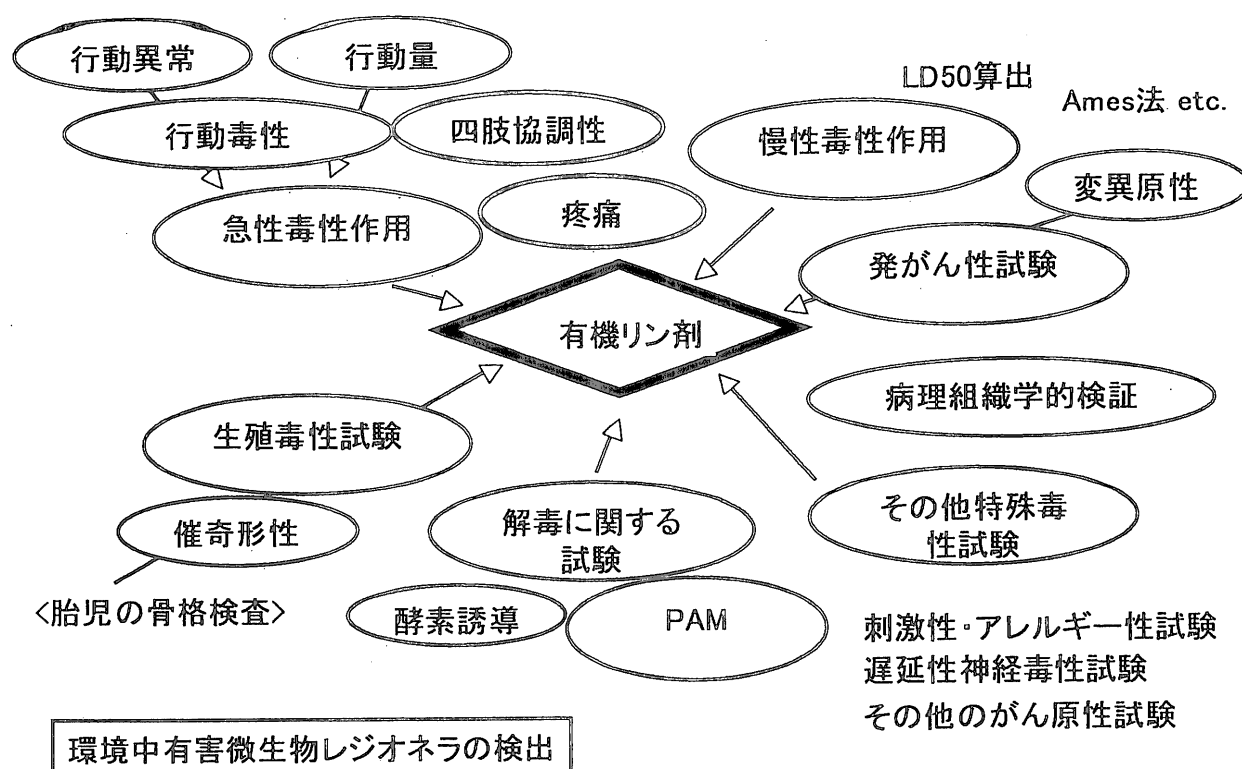 行動異常
行動量
LD50算出
Ames法 etc.
行動毒性
四肢協調性
慢性毒性作用
変異原性
急性毒性作用
疼痛
発がん性試験
有機リン剤
病理組織学的検証
生殖毒性試験
解毒に関する
試験
その他特殊毒
性試験
催奇形性
<胎児の骨格検査>
酵素誘導
PAM
刺激性・アレルギー性試験
遅延性神経毒性試験
その他のがん原性試験
環境中有害微生物レジオネラの検出